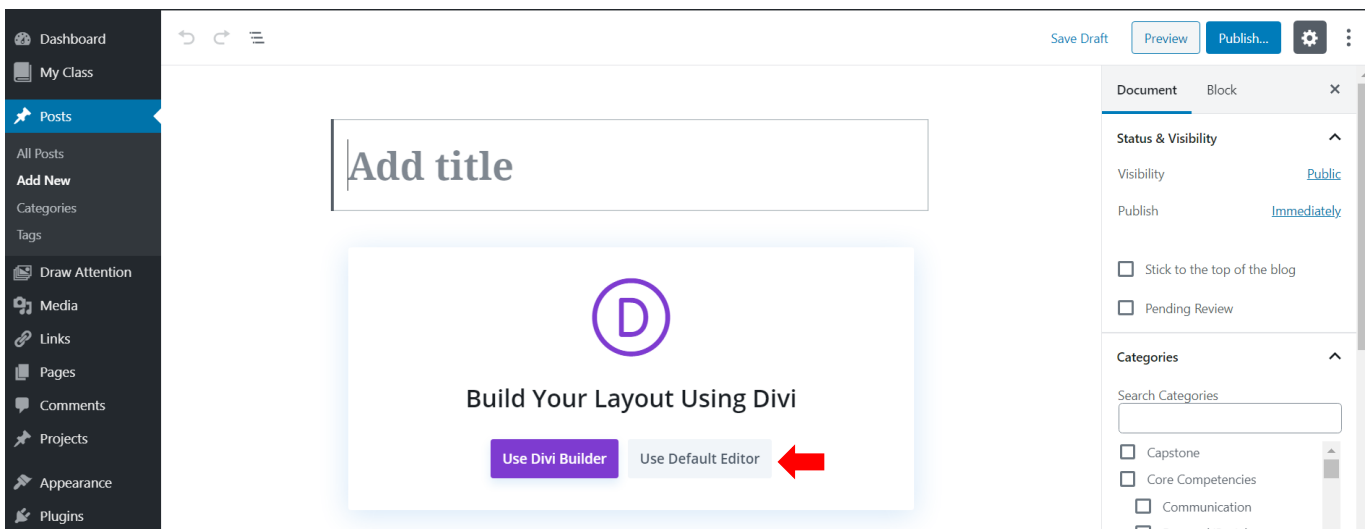 Dashboard
My Class
Posts
All Posts
Add New
Categories
Tags
Draw Attention
Media
Links
Pages
Comments
Projects
Appearance
Plugins
Save Draft
Preview
Publish...
Add title
D
Build Your Layout Using Divi
Use Divi Builder
Use Default Editor
Document
Block
Status & Visibility
Visibility
Public
Publish
Immediately
Stick to the top of the blog
Pending Review
Categories
Search Categories
Capstone
Core Competencies
Communication